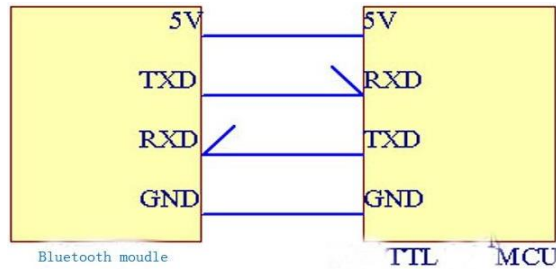 5V 5V
TXD RXD
RXD TXD
GND GND
Bluetooth moudle TTL MCU